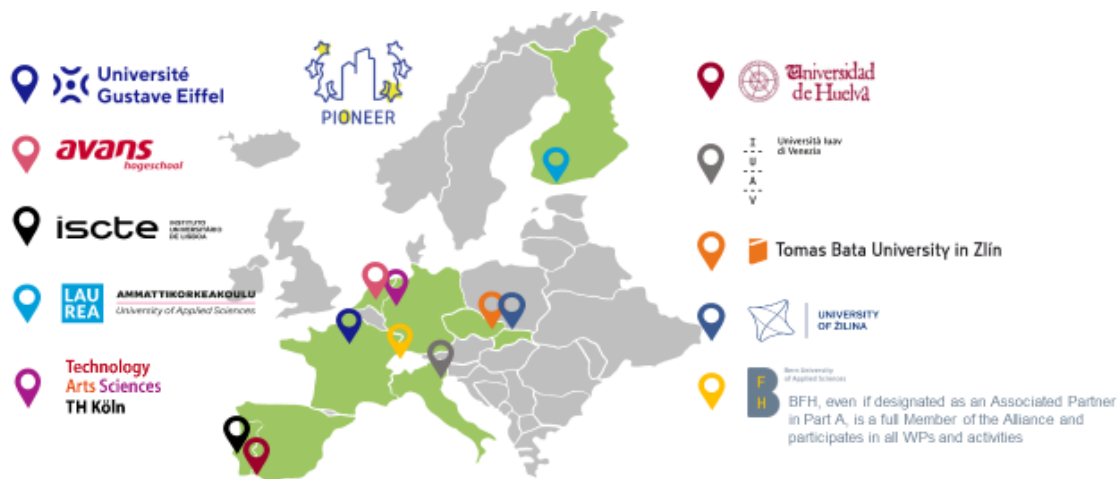 Université
Gustave Eiffel
avans
hogeschool
iscte
INSTITUTO
UNIVERSITÁRIO
DE LISBOA
LAU
REA
AMMATTIKORKEAKOULU
University of Applied Sciences
Technology
Arts Sciences
TH Köln
PIONEER
Universidad
de Huelva
I
U
A
V
Università Iuav
di Venezia
Tomas Bata University in Zlín
UNIVERSITY
OF ŽILINA
B
F
H
Bern University
of Applied Sciences
BFH, even if designated as an Associated Partner
in Part A, is a full Member of the Alliance and
participates in all WPs and activities